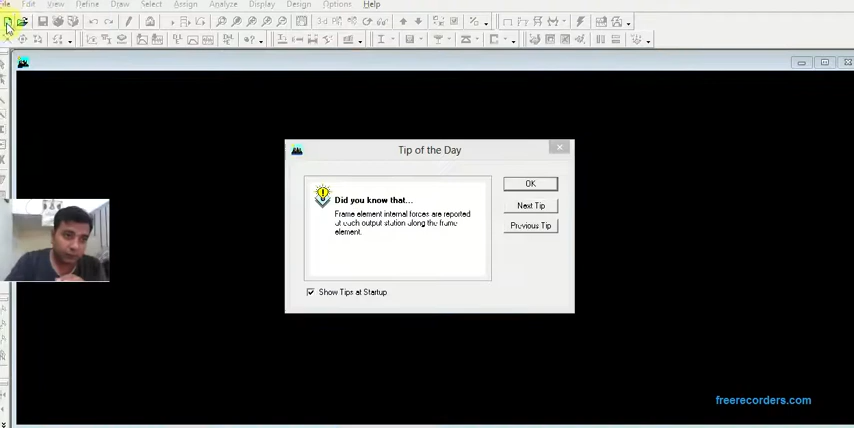 File Edit View Define Draw Select Assign Analyze Display Design Options Help
3-d
Tip of the Day
Did you know that...
Frame element internal forces are reported
at each output station along the frame
element.
OK
Next Tip
Previous Tip
Show Tips at Startup
freerecorders.com